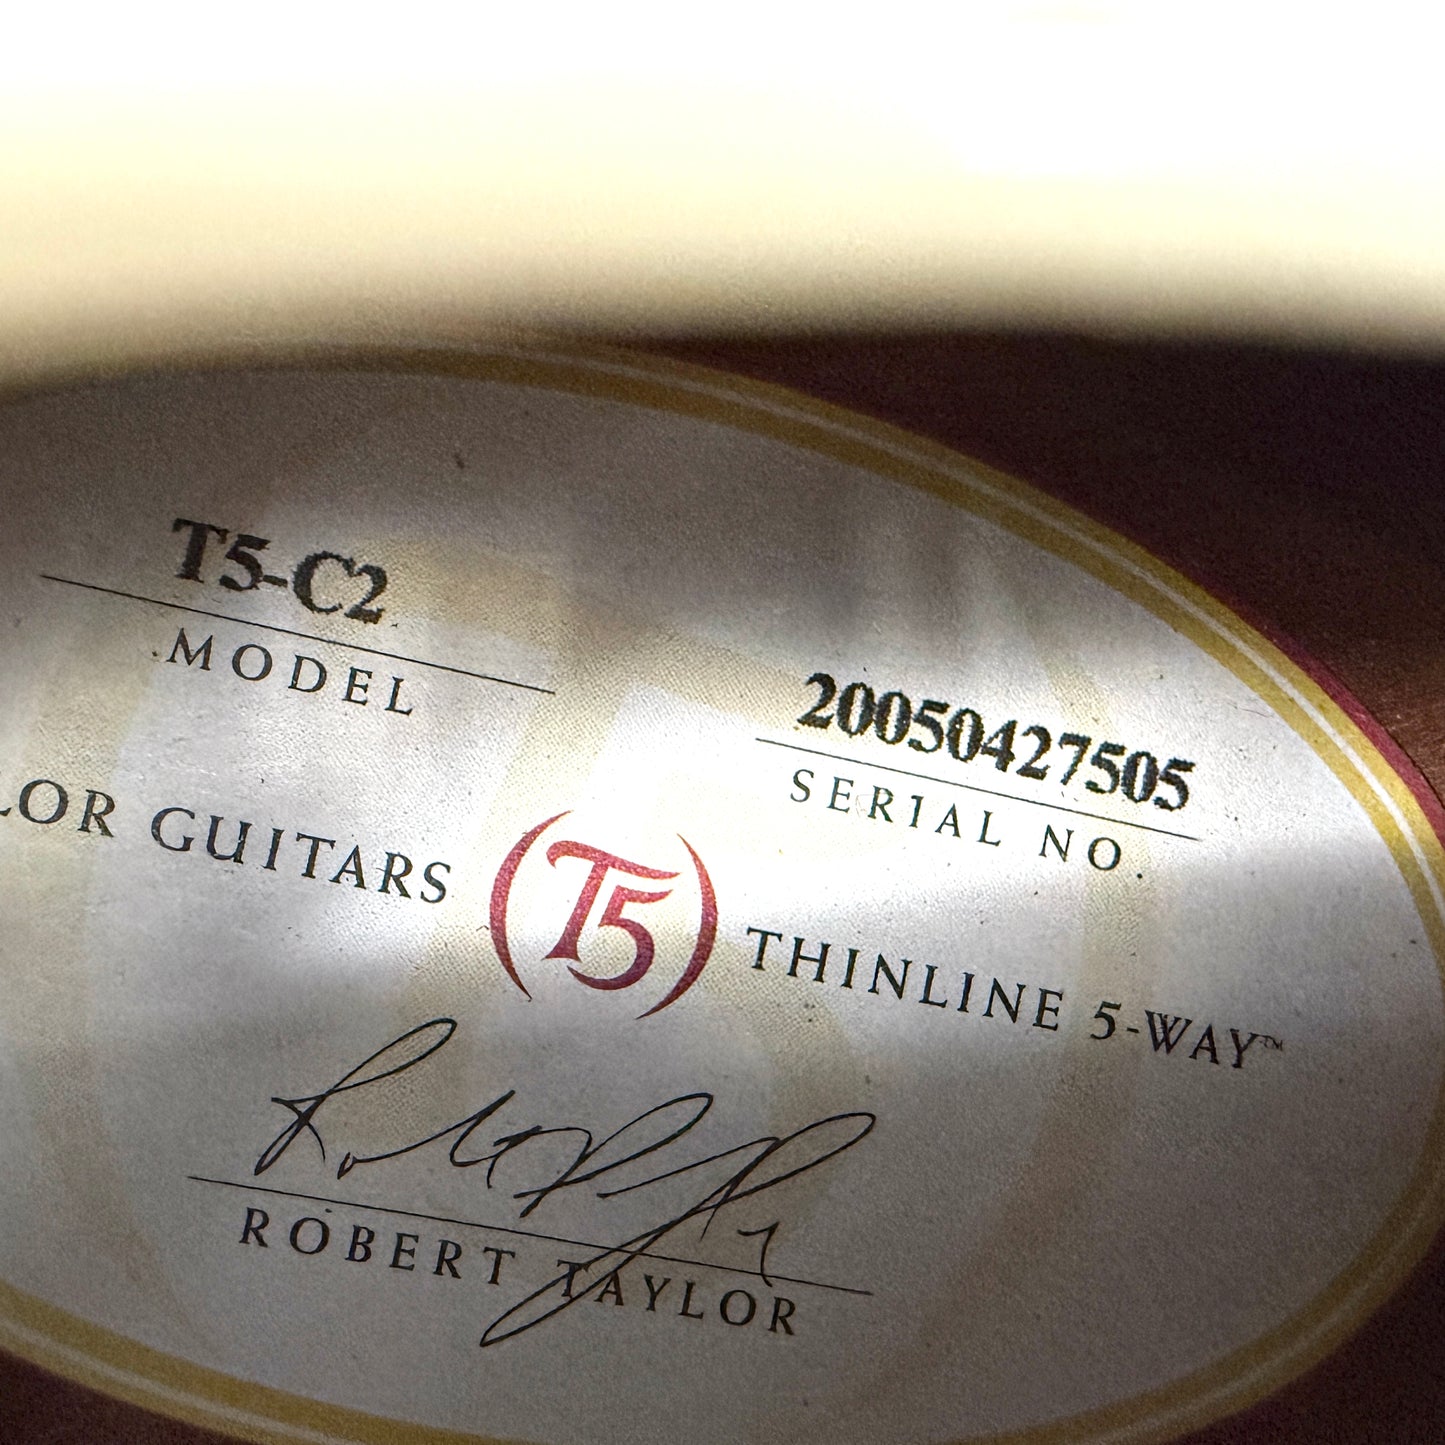 T5-C2
MODEL
20050427505
SERIAL NO.
LOR GUITARS (T5) THINLINE 5-WAY™
ROBERT TAYLOR